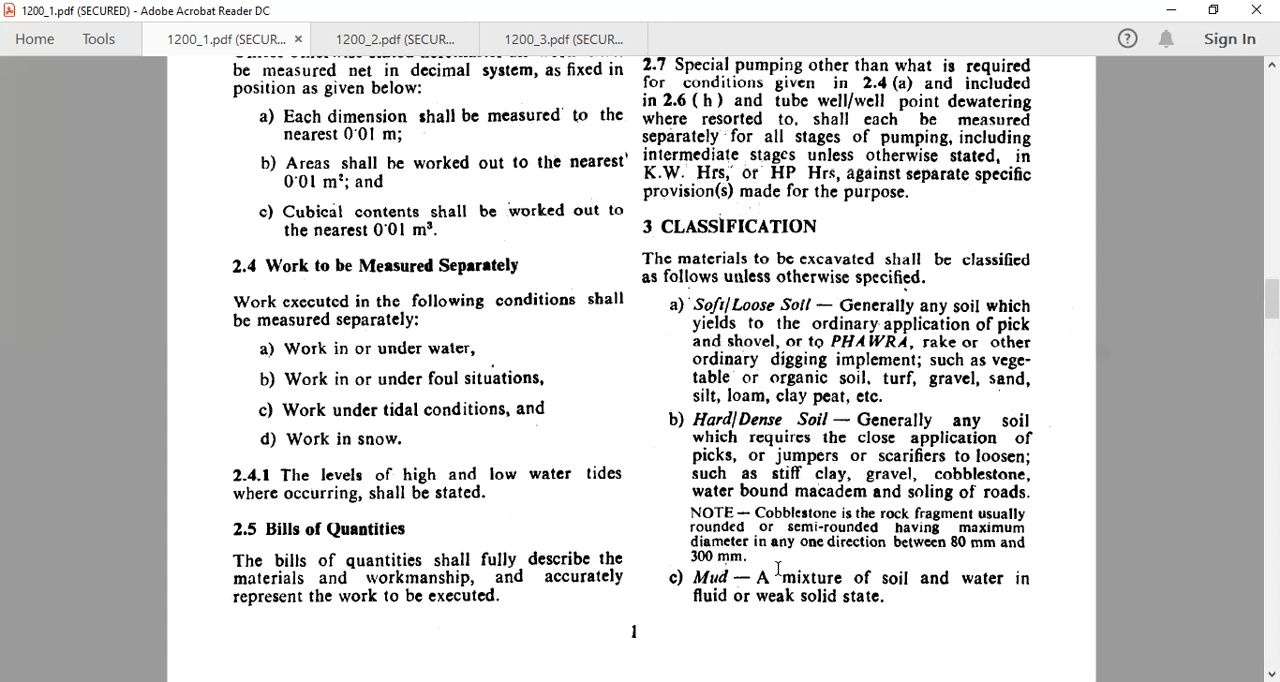 1200_1.pdf (SECURED) - Adobe Acrobat Reader DC
Home Tools 1200_1.pdf (SECUR... × 1200_2.pdf (SECUR... 1200_3.pdf (SECUR... Sign In
be measured net in decimal system, as fixed in
position as given below:
a) Each dimension shall be measured to the
nearest 0·01 m;
b) Areas shall be worked out to the nearest
0·01 m²; and
c) Cubical contents shall be worked out to
the nearest 0·01 m³.
2.4 Work to be Measured Separately
Work executed in the following conditions shall
be measured separately:
a) Work in or under water,
b) Work in or under foul situations,
c) Work under tidal conditions, and
d) Work in snow.
2.4.1 The levels of high and low water tides
where occurring, shall be stated.
2.5 Bills of Quantities
The bills of quantities shall fully describe the
materials and workmanship, and accurately
represent the work to be executed.
2.7 Special pumping other than what is required
for conditions given in 2.4 (a) and included
in 2.6 (h) and tube well/well point dewatering
where resorted to, shall each be measured
separately for all stages of pumping, including
intermediate stages unless otherwise stated, in
K.W. Hrs, or HP Hrs, against separate specific
provision(s) made for the purpose.
3 CLASSIFICATION
The materials to be excavated shall be classified
as follows unless otherwise specified.
a) Soft/Loose Soil — Generally any soil which
yields to the ordinary application of pick
and shovel, or to PHAWRA, rake or other
ordinary digging implement; such as vege-
table or organic soil, turf, gravel, sand,
silt, loam, clay peat, etc.
b) Hard/Dense Soil — Generally any soil
which requires the close application of
picks, or jumpers or scarifiers to loosen;
such as stiff clay, gravel, cobblestone,
water bound macadem and soling of roads.
NOTE — Cobblestone is the rock fragment usually
rounded or semi-rounded having maximum
diameter in any one direction between 80 mm and
300 mm.
c) Mud — A mixture of soil and water in
fluid or weak solid state.
1